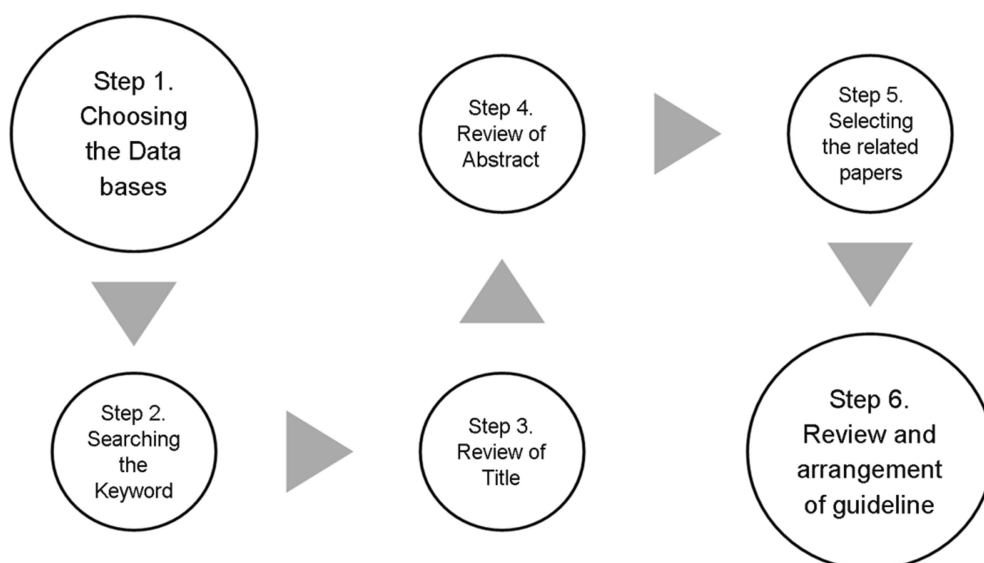 Step 1.
Choosing
the Data
bases
Step 2.
Searching
the
Keyword
Step 3.
Review of
Title
Step 4.
Review of
Abstract
Step 5.
Selecting
the related
papers
Step 6.
Review and
arrangement
of guideline